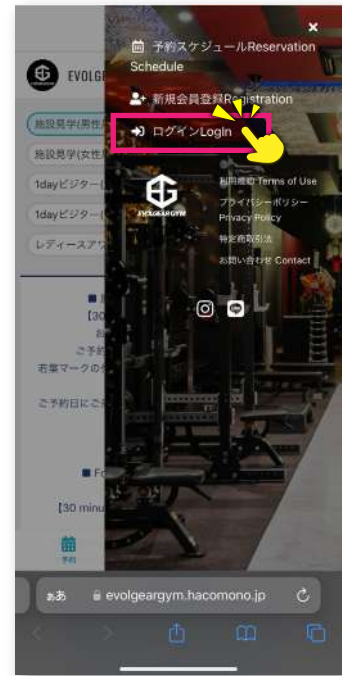 ×
予約スケジュールReservation
Schedule
新規会員登録Registration
ログインLogin
EVOLG
施設見学(男性
施設見学(女性
1dayビジター(
1dayビジター(
レディースアワ
EVOLGEAR GYM
利用規約 Terms of Use
プライバシーポリシー
Privacy Policy
特定商取引法
お問い合わせ Contact
【30
ご予約
若葉マークの
ご予約日にご
■ Fo
[30 minu
予約
ぁあ
evolgeargym.hacomono.jp